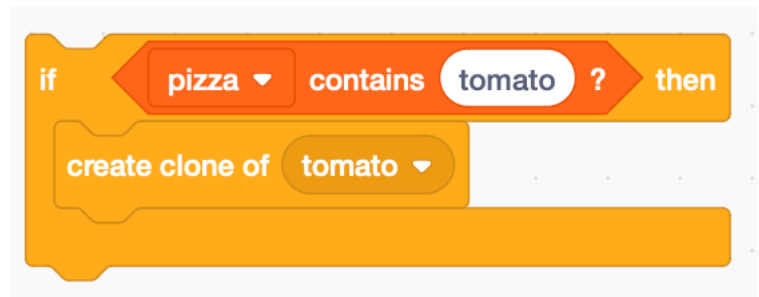 if pizza contains tomato ? then
create clone of tomato